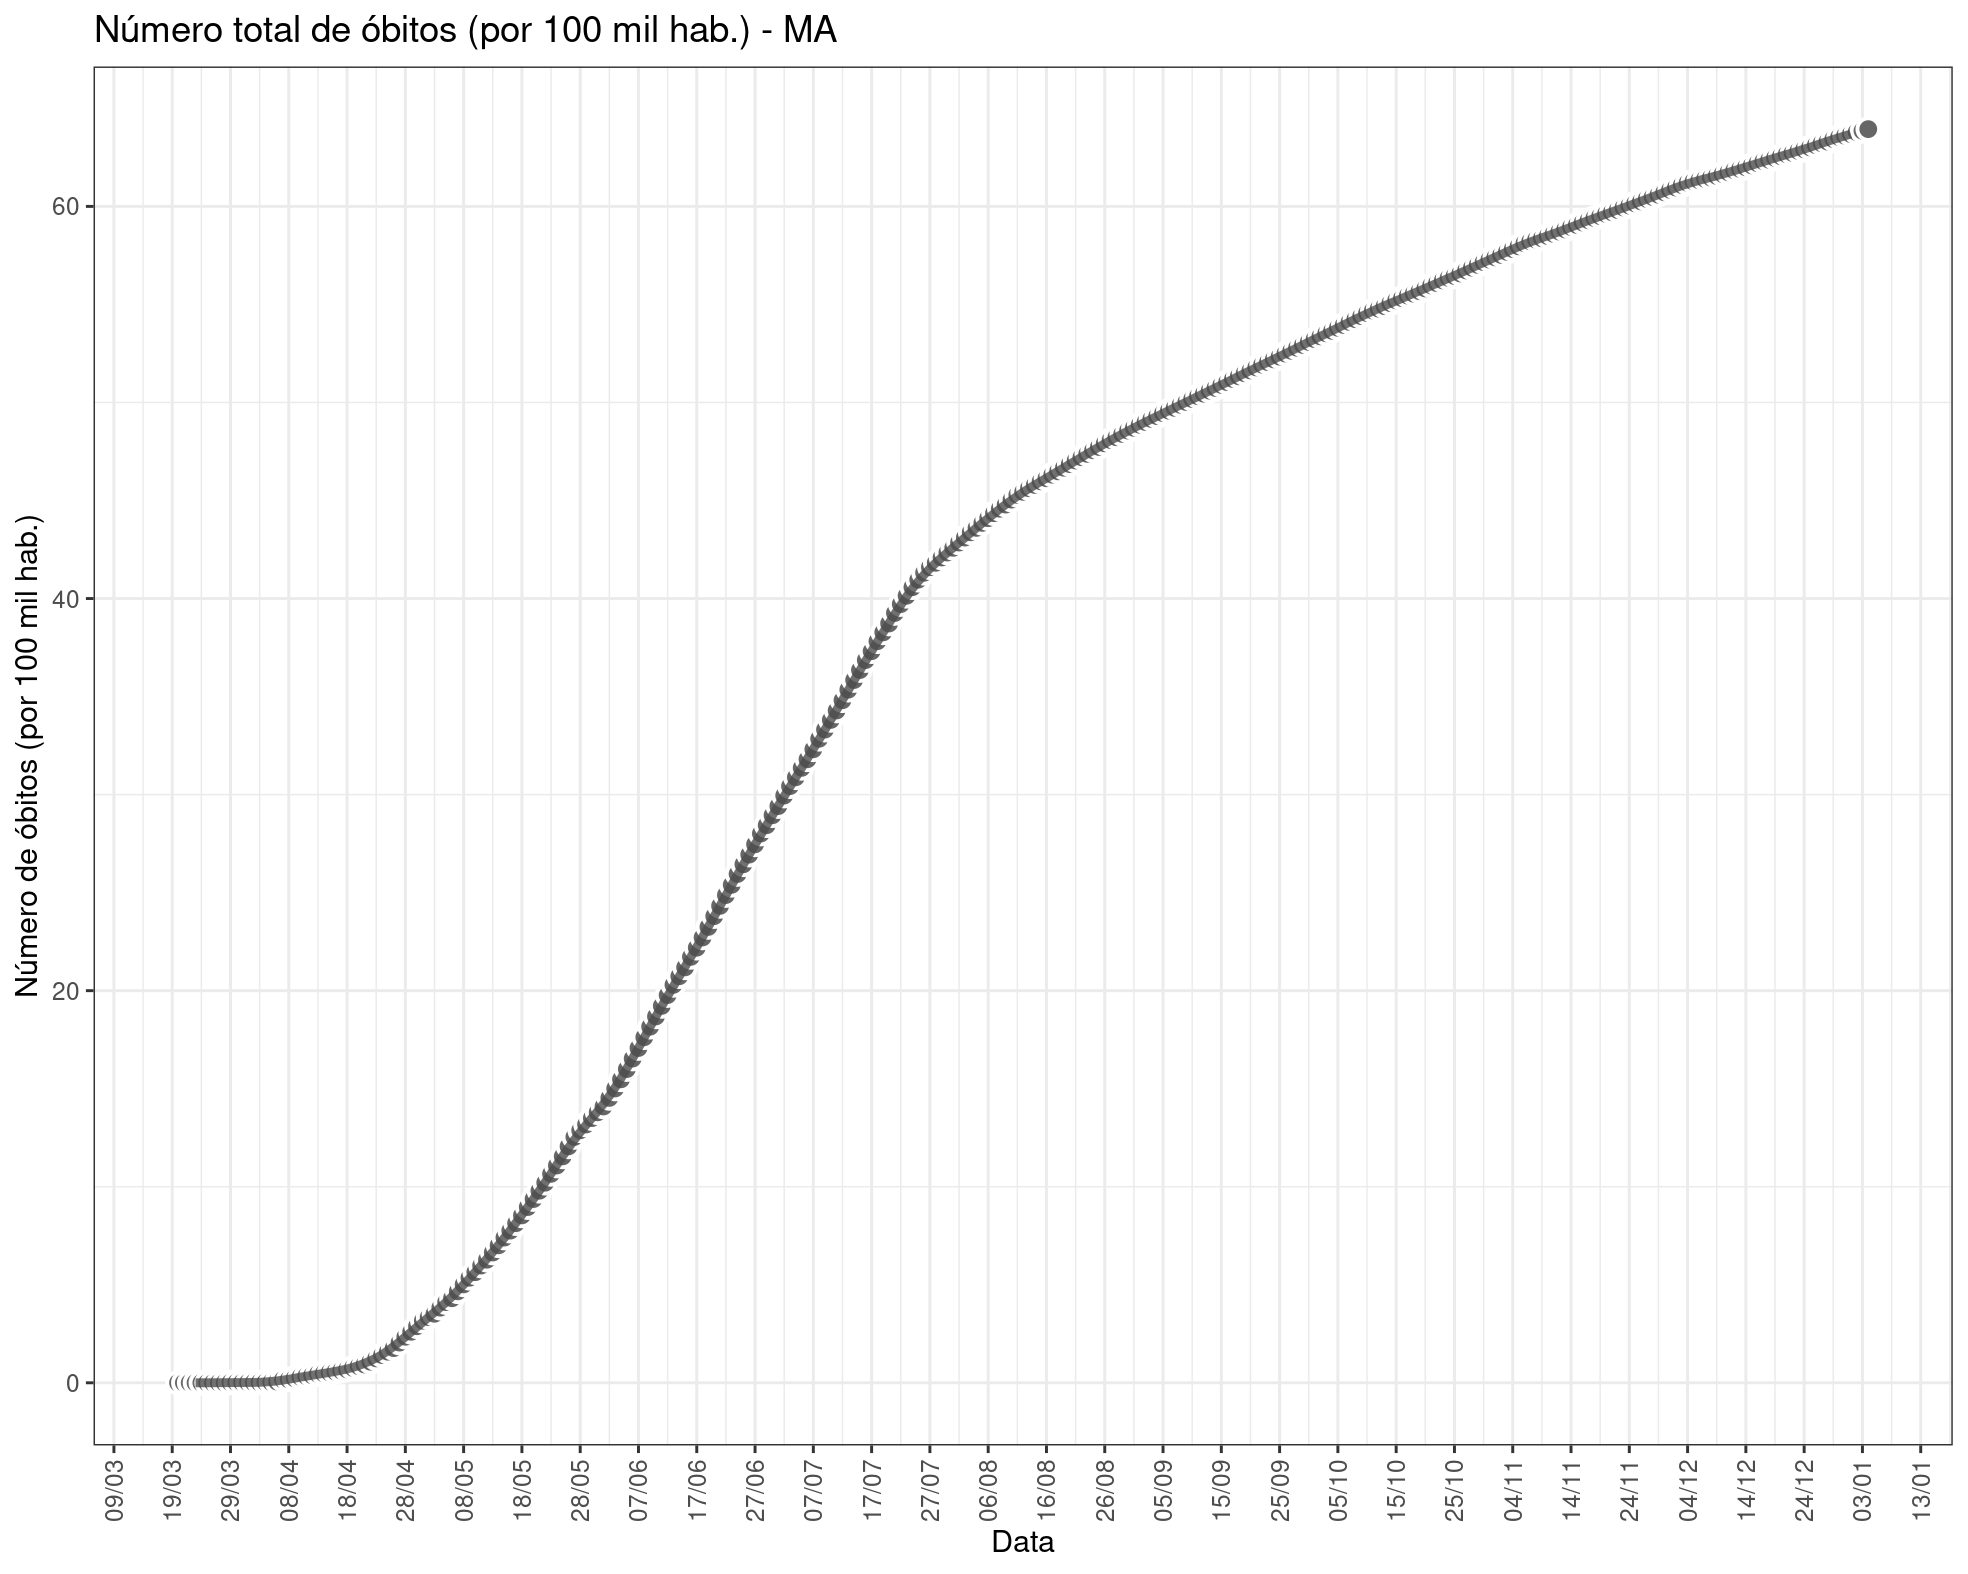 Número total de óbitos (por 100 mil hab.) - MA
Número de óbitos (por 100 mil hab.)
60
40
20
0
09/03 19/03 29/03 08/04 18/04 28/04 08/05 18/05 28/05 07/06 17/06 27/06 07/07 17/07 27/07 06/08 16/08 26/08 05/09 15/09 25/09 05/10 15/10 25/10 04/11 14/11 24/11 04/12 14/12 24/12 03/01 13/01
Data